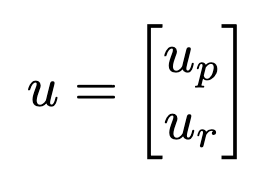 u = [u_p
u_r]